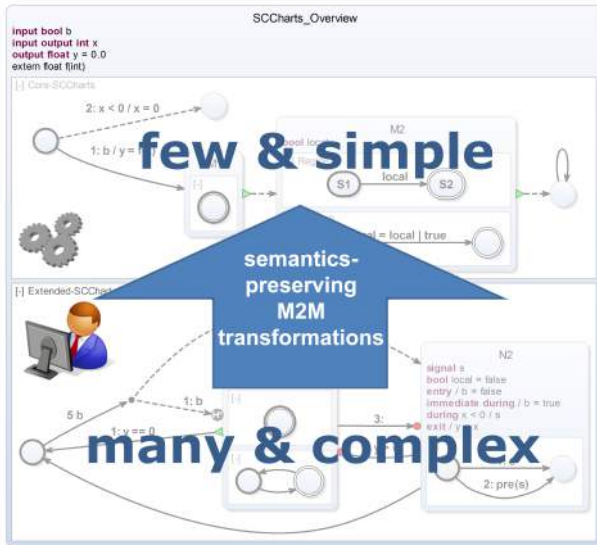 SCCharts_Overview
input bool b
input output int x
output float y = 0.0
extern float f(int)
[-] Core-SCCharts
2: x < 0 / x = 0
M2
few & simple
1: b / y =
[-]
S1
local
S2
= local | true
semantics-
preserving
M2M
transformations
[-] Extended-SCChart
N2
signal s
bool local = false
entry / b = false
immediate during / b = true
during x < 0 / s
exit / y = x
5 b
1: b
3:
1: y == 0
many & complex
[-]
2: pre(s)